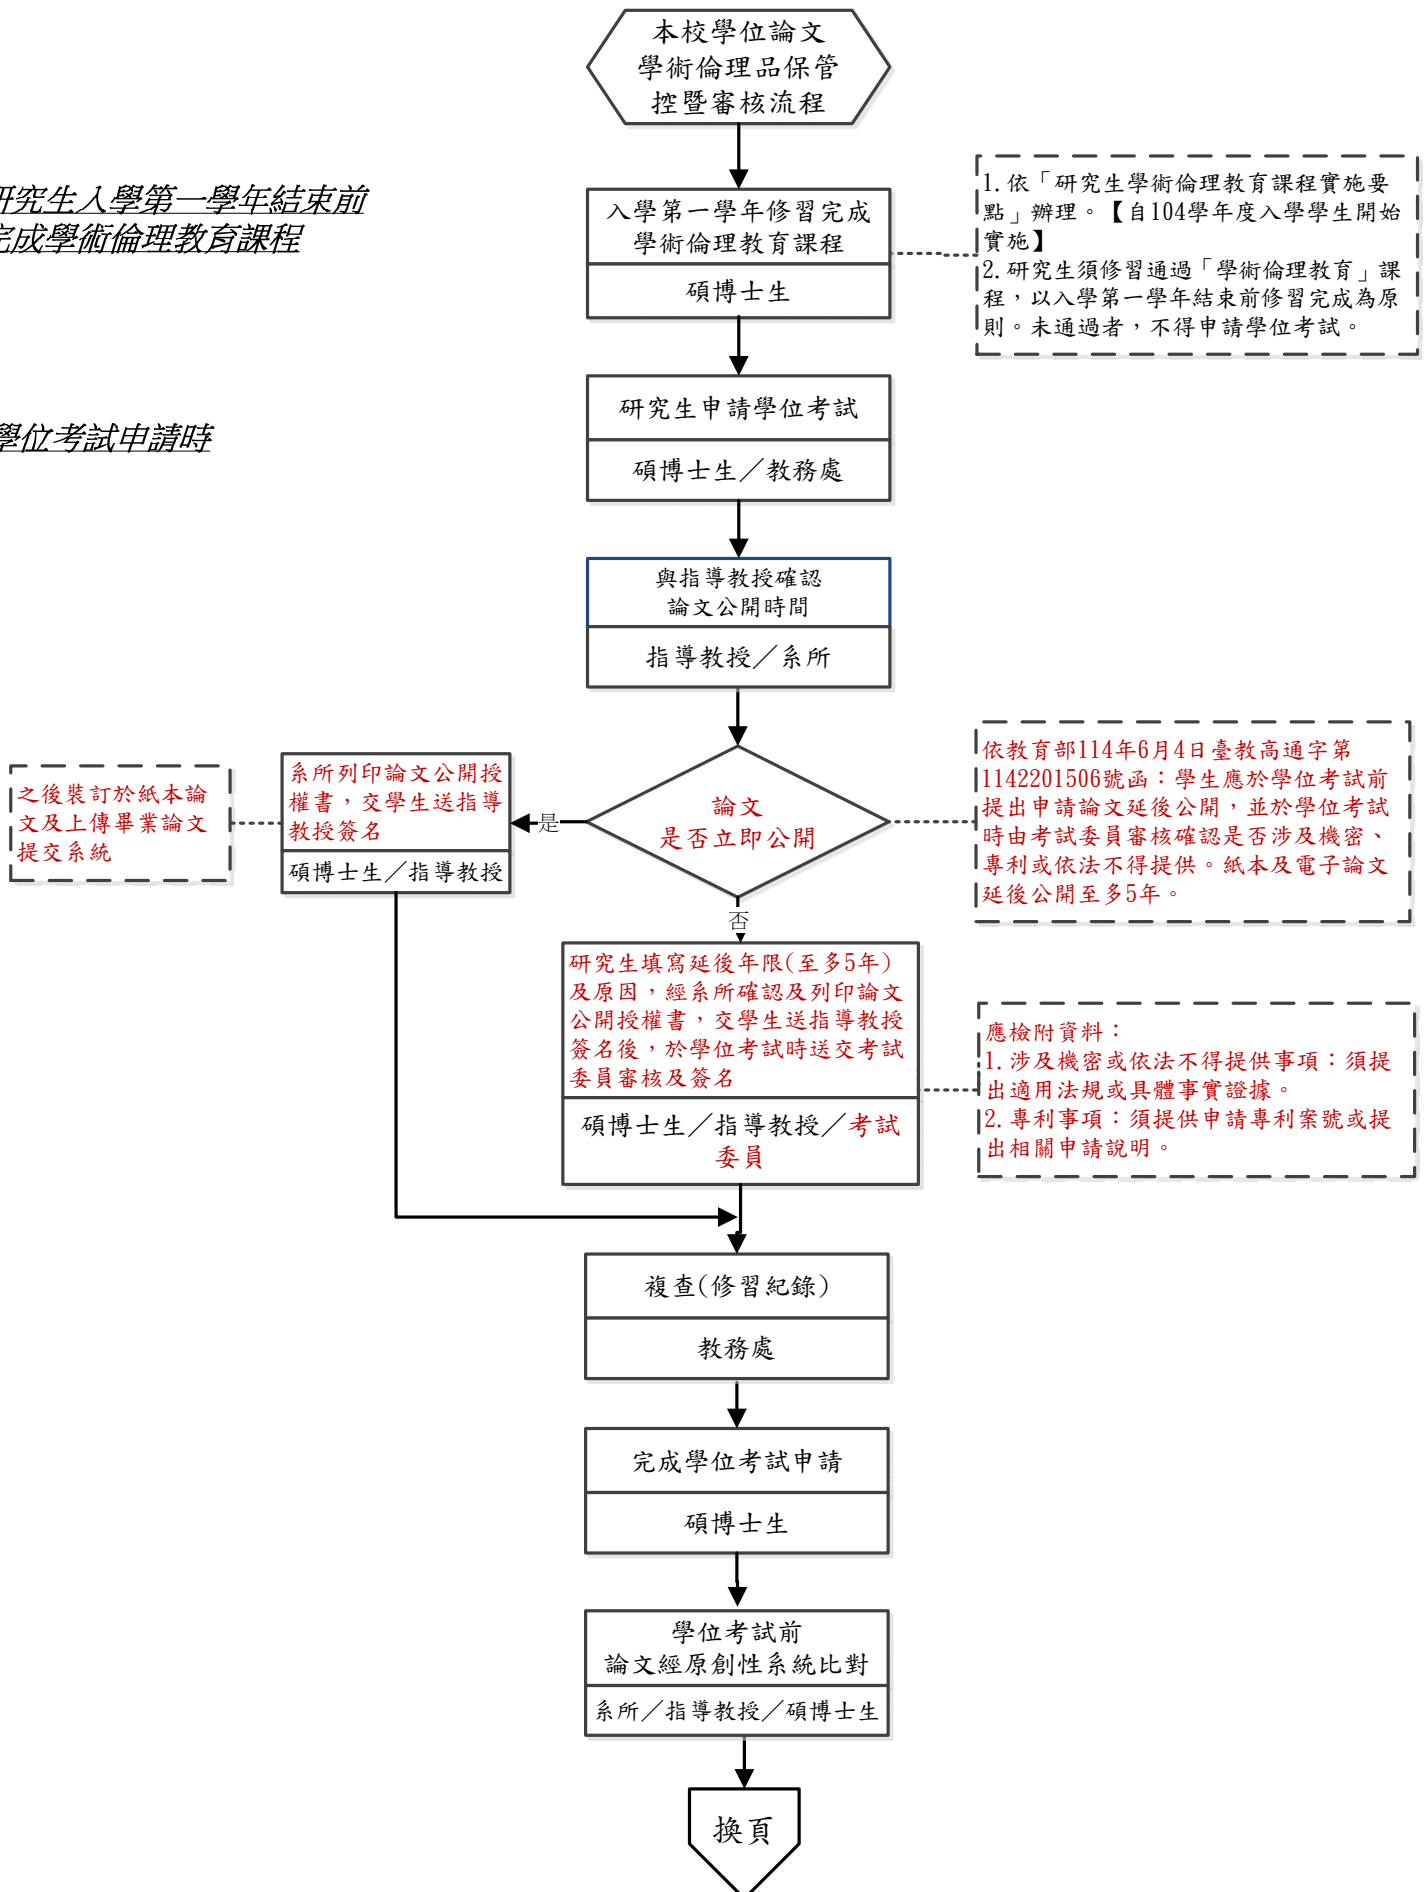 本校學位論文
學術倫理品保管
控暨審核流程
研究生入學第一學年結束前
完成學術倫理教育課程
入學第一學年修習完成
學術倫理教育課程
碩博士生
1.依「研究生學術倫理教育課程實施要
點」辦理。【自104學年度入學學生開始
實施】
2.研究生須修習通過「學術倫理教育」課
程，以入學第一學年結束前修習完成為原
則。未通過者，不得申請學位考試。
研究生申請學位考試
碩博士生／教務處
學位考試申請時
與指導教授確認
論文公開時間
指導教授／系所
論文
是否立即公開
是
系所列印論文公開授
權書，交學生送指導
教授簽名
碩博士生／指導教授
之後裝訂於紙本論
文及上傳畢業論文
提交系統
依教育部114年6月4日臺教高通字第
1142201506號函：學生應於學位考試前
提出申請論文延後公開，並於學位考試
時由考試委員審核確認是否涉及機密、
專利或依法不得提供。紙本及電子論文
延後公開至多5年。
否
研究生填寫延後年限(至多5年)
及原因，經系所確認及列印論文
公開授權書，交學生送指導教授
簽名後，於學位考試時送交考試
委員審核及簽名
碩博士生／指導教授／考試
委員
應檢附資料：
1.涉及機密或依法不得提供事項：須提
出適用法規或具體事實證據。
2.專利事項：須提供申請專利案號或提
出相關申請說明。
複查(修習紀錄)
教務處
完成學位考試申請
碩博士生
學位考試前
論文經原創性系統比對
系所／指導教授／碩博士生
換頁